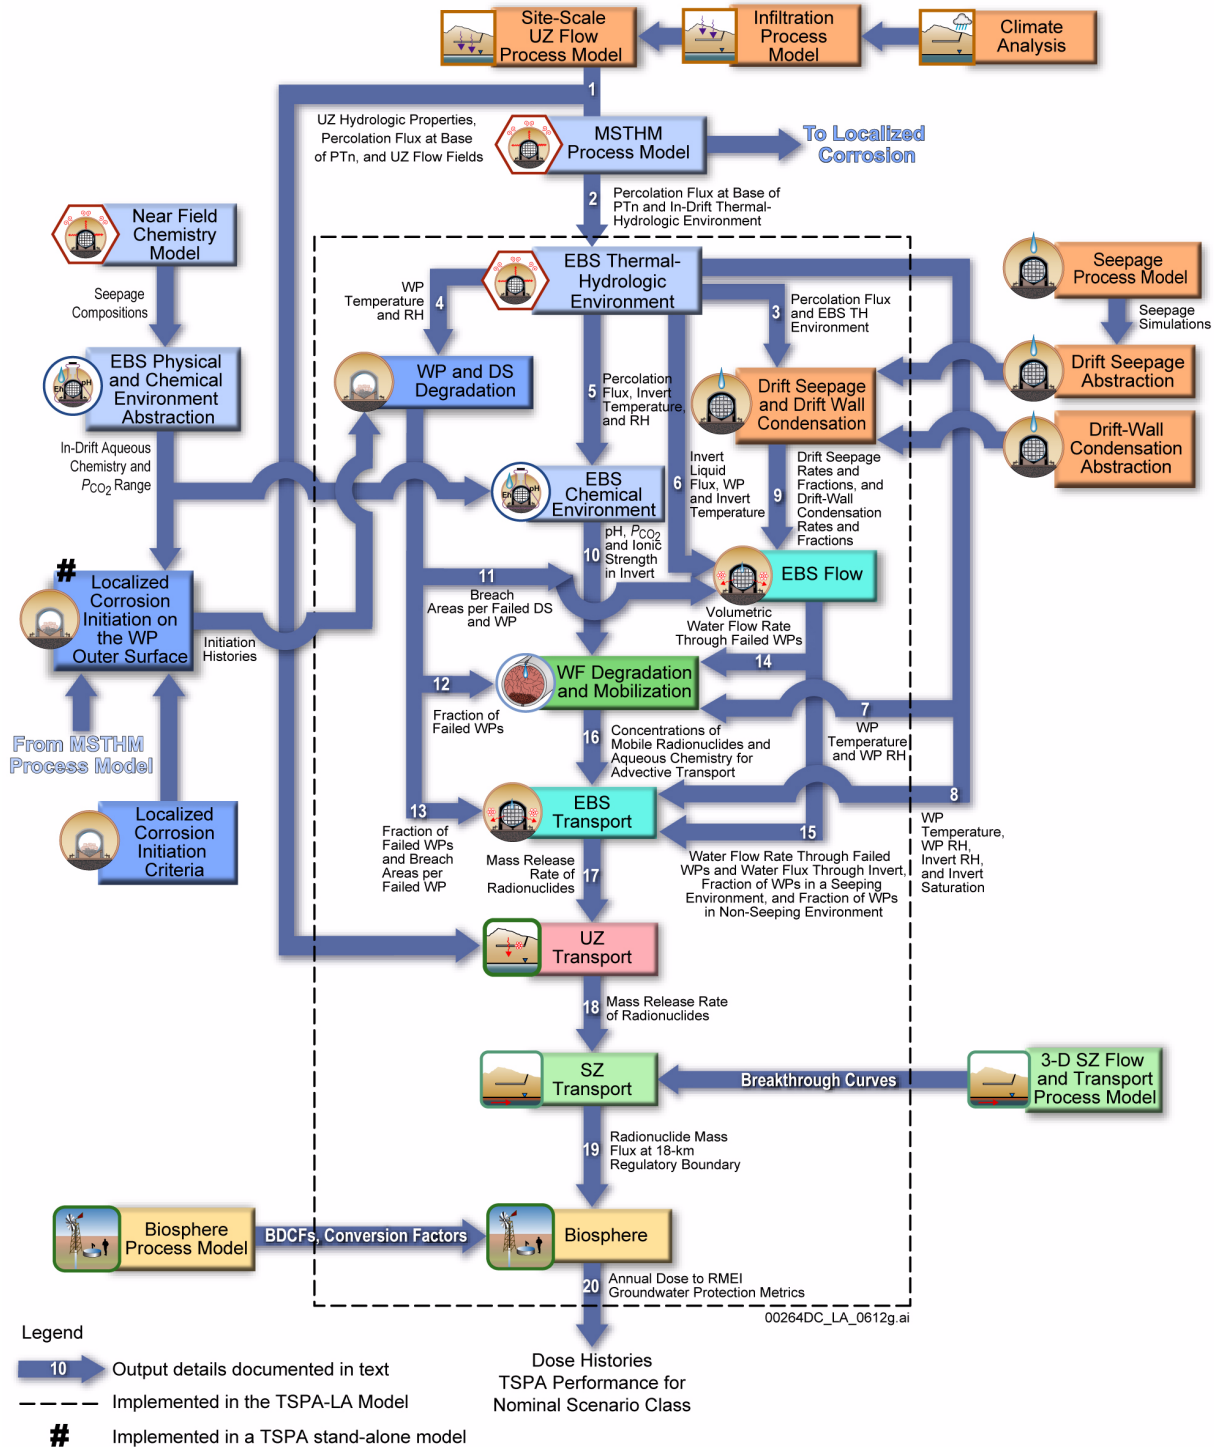 Site-Scale
UZ Flow
Process Model
Infiltration
Process
Model
Climate
Analysis
1
UZ Hydrologic Properties,
Percolation Flux at Base
of PTn, and UZ Flow Fields
MSTHM
Process Model
To Localized
Corrosion
2
Percolation Flux at Base of
PTn and In-Drift Thermal-
Hydrologic Environment
Near Field
Chemistry
Model
Seepage
Compositions
EBS Thermal-
Hydrologic
Environment
WP
Temperature
and RH
4
3
Percolation Flux
and EBS TH
Environment
Seepage
Process Model
Seepage
Simulations
EBS Physical
and Chemical
Environment
Abstraction
WP and DS
Degradation
5
Percolation
Flux, Invert
Temperature,
and RH
Drift Seepage
and Drift Wall
Condensation
Drift Seepage
Abstraction
Drift-Wall
Condensation
Abstraction
In-Drift Aqueous
Chemistry and
PCO2 Range
EBS
Chemical
Environment
6
Invert
Liquid
Flux, WP
and Invert
Temperature
9
Drift Seepage
Rates and
Fractions, and
Drift-Wall
Condensation
Rates and
Fractions
10
pH, PCO2
and Ionic
Strength
in Invert
#
Localized
Corrosion
Initiation on
the WP
Outer Surface
Initiation
Histories
11
Breach
Areas per Failed DS
and WP
EBS Flow
Volumetric
Water Flow Rate
Through Failed WPs
14
12
Fraction of
Failed WPs
WF Degradation
and Mobilization
7
WP
Temperature
and WP RH
From MSTHM
Process Model
16
Concentrations of
Mobile Radionuclides and
Aqueous Chemistry for
Advective Transport
Localized
Corrosion
Initiation
Criteria
13
Fraction of
Failed WPs
and Breach
Areas per
Failed WP
EBS
Transport
8
WP
Temperature,
WP RH,
Invert RH,
and Invert
Saturation
15
Water Flow Rate Through Failed
WPs and Water Flux Through Invert,
Fraction of WPs in a Seeping
Environment, and Fraction of WPs
in Non-Seeping Environment
Mass Release
Rate of
Radionuclides
17
UZ
Transport
18
Mass Release Rate
of Radionuclides
SZ
Transport
Breakthrough Curves
3-D SZ Flow
and Transport
Process Model
19
Radionuclide Mass
Flux at 18-km
Regulatory Boundary
Biosphere
Process Model
BDCFs, Conversion Factors
Biosphere
20
Annual Dose to RMEI
Groundwater Protection Metrics
00264DC_LA_0612g.ai
Dose Histories
TSPA Performance for
Nominal Scenario Class
Legend
10 Output details documented in text
Implemented in the TSPA-LA Model
# Implemented in a TSPA stand-alone model